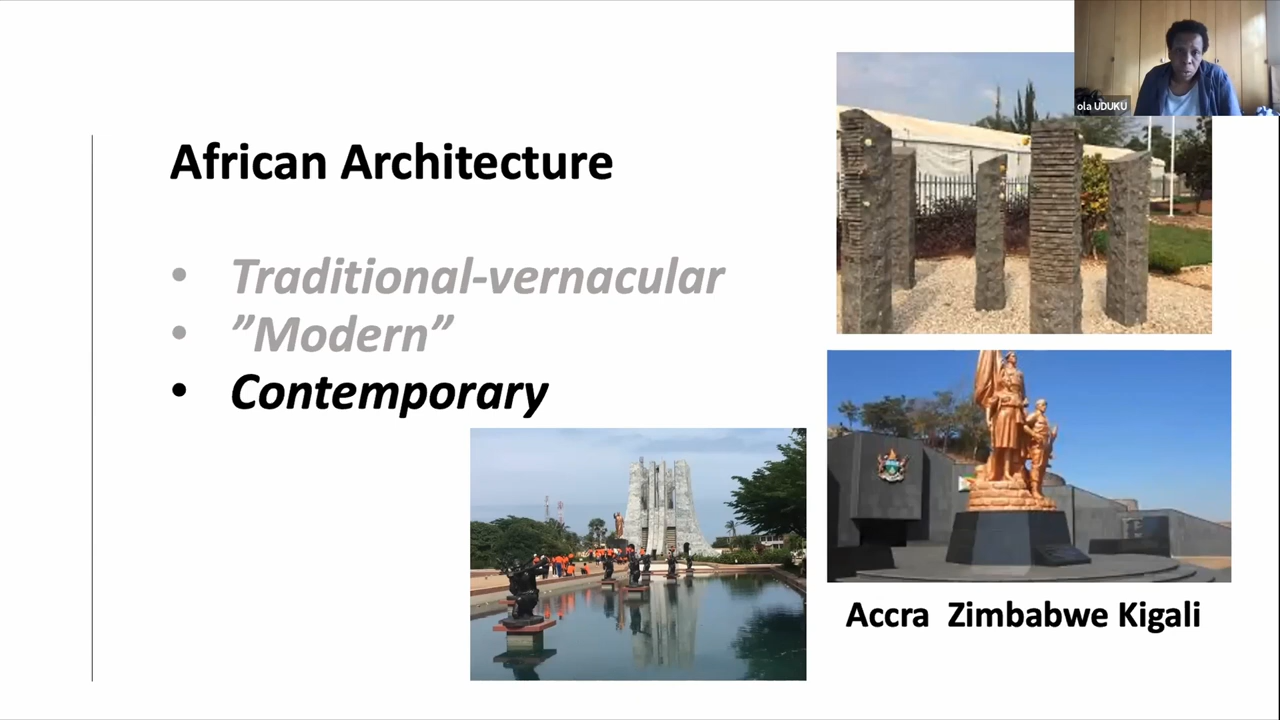 ola UDUKU
African Architecture
• Traditional-vernacular
• ”Modern”
• Contemporary
Accra Zimbabwe Kigali